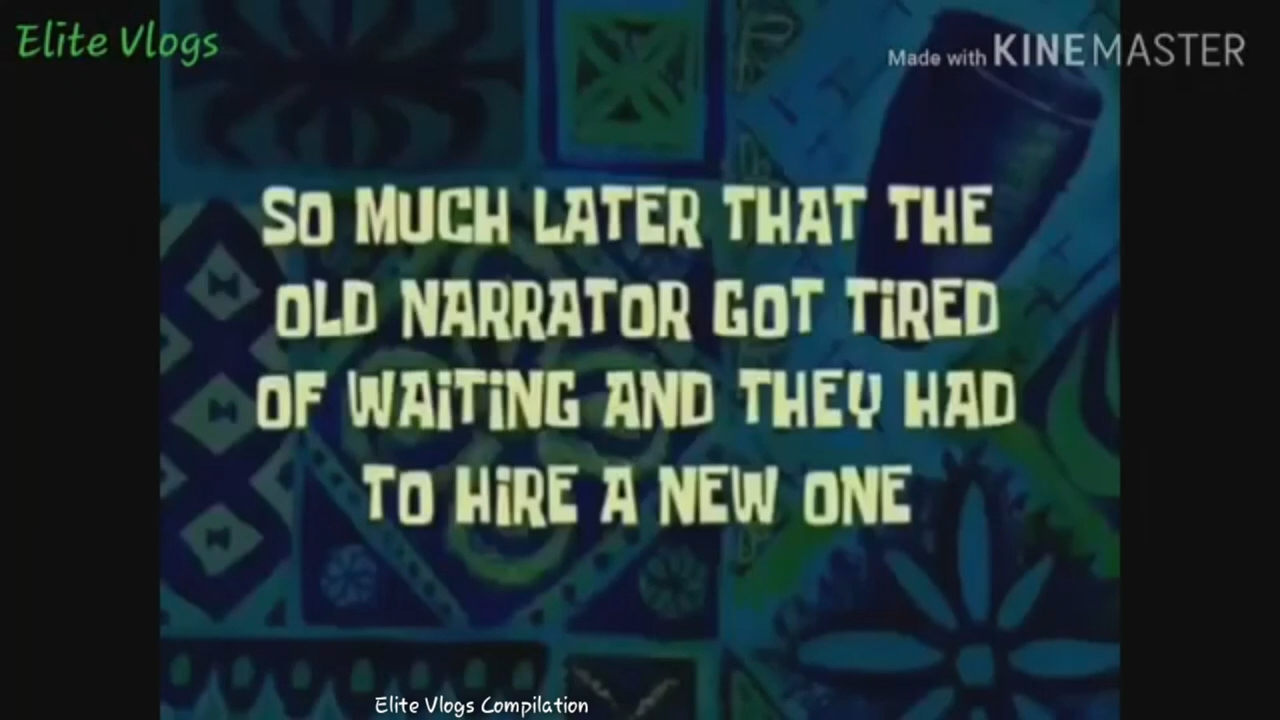 Elite Vlogs
Made with KINEMASTER
SO MUCH LATER THAT THE
OLD NARRATOR GOT TiRED
OF WAiTiNG AND THEY HAD
TO HiRE A NEW ONE
Elite Vlogs Compilation